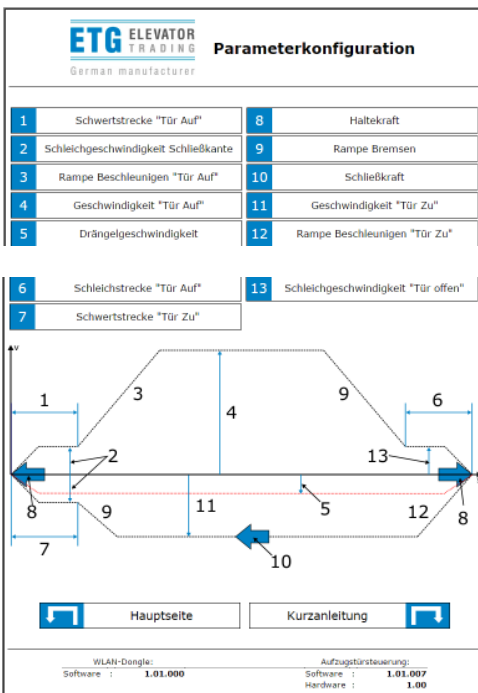 ETG ELEVATOR TRADING
German manufacturer
Parameterkonfiguration
1 Schwertstrecke "Tür Auf" 8 Haltekraft
2 Schleichgeschwindigkeit Schließkante 9 Rampe Bremsen
3 Rampe Beschleunigen "Tür Auf" 10 Schließkraft
4 Geschwindigkeit "Tür Auf" 11 Geschwindigkeit "Tür Zu"
5 Drängelgeschwindigkeit 12 Rampe Beschleunigen "Tür Zu"
6 Schleichstrecke "Tür Auf" 13 Schleichgeschwindigkeit "Tür offen"
7 Schwertstrecke "Tür Zu"
v
1 3 4 9 6
2 13
8 9 11 5 12 8
7
10
Hauptseite Kurzanleitung
WLAN-Dongle: Aufzugstürsteuerung:
Software : 1.01.000 Software : 1.01.007
Hardware : 1.00